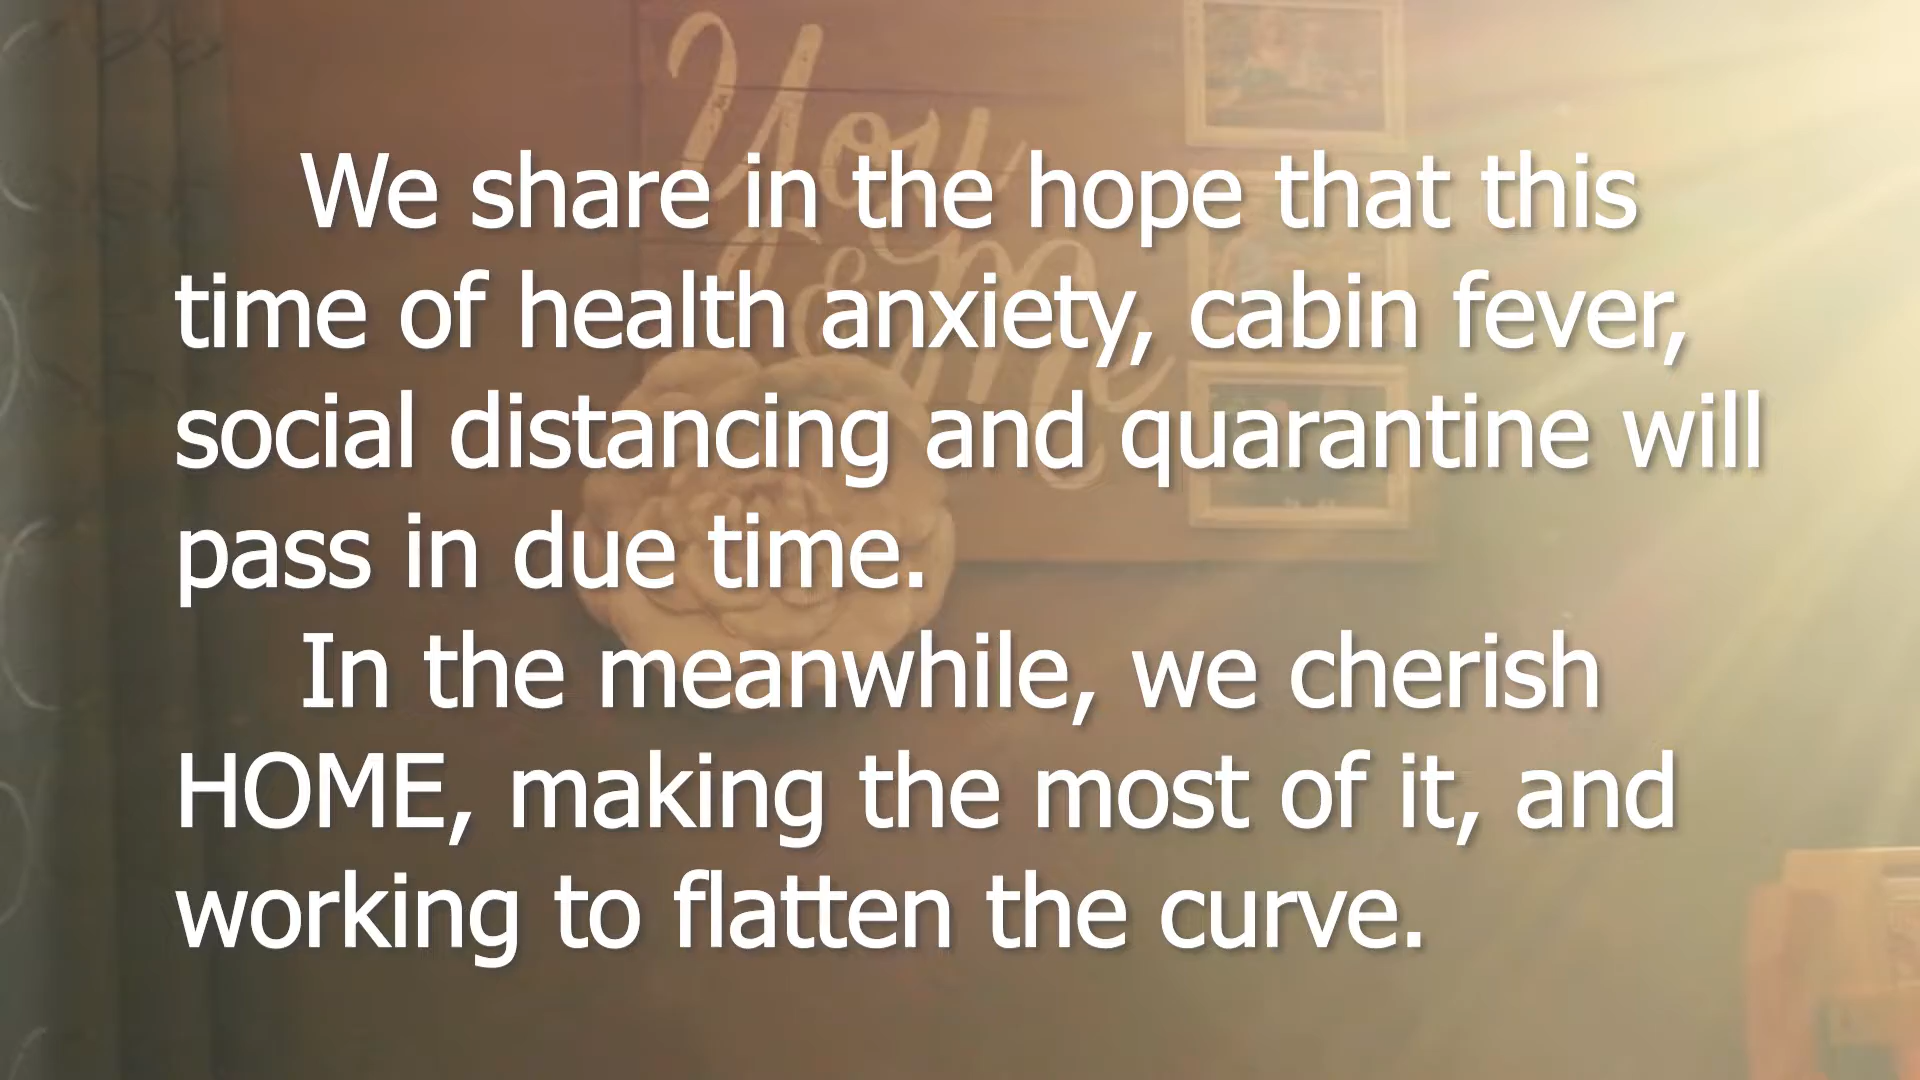 You
& Me
We share in the hope that this
time of health anxiety, cabin fever,
social distancing and quarantine will
pass in due time.
In the meanwhile, we cherish
HOME, making the most of it, and
working to flatten the curve.